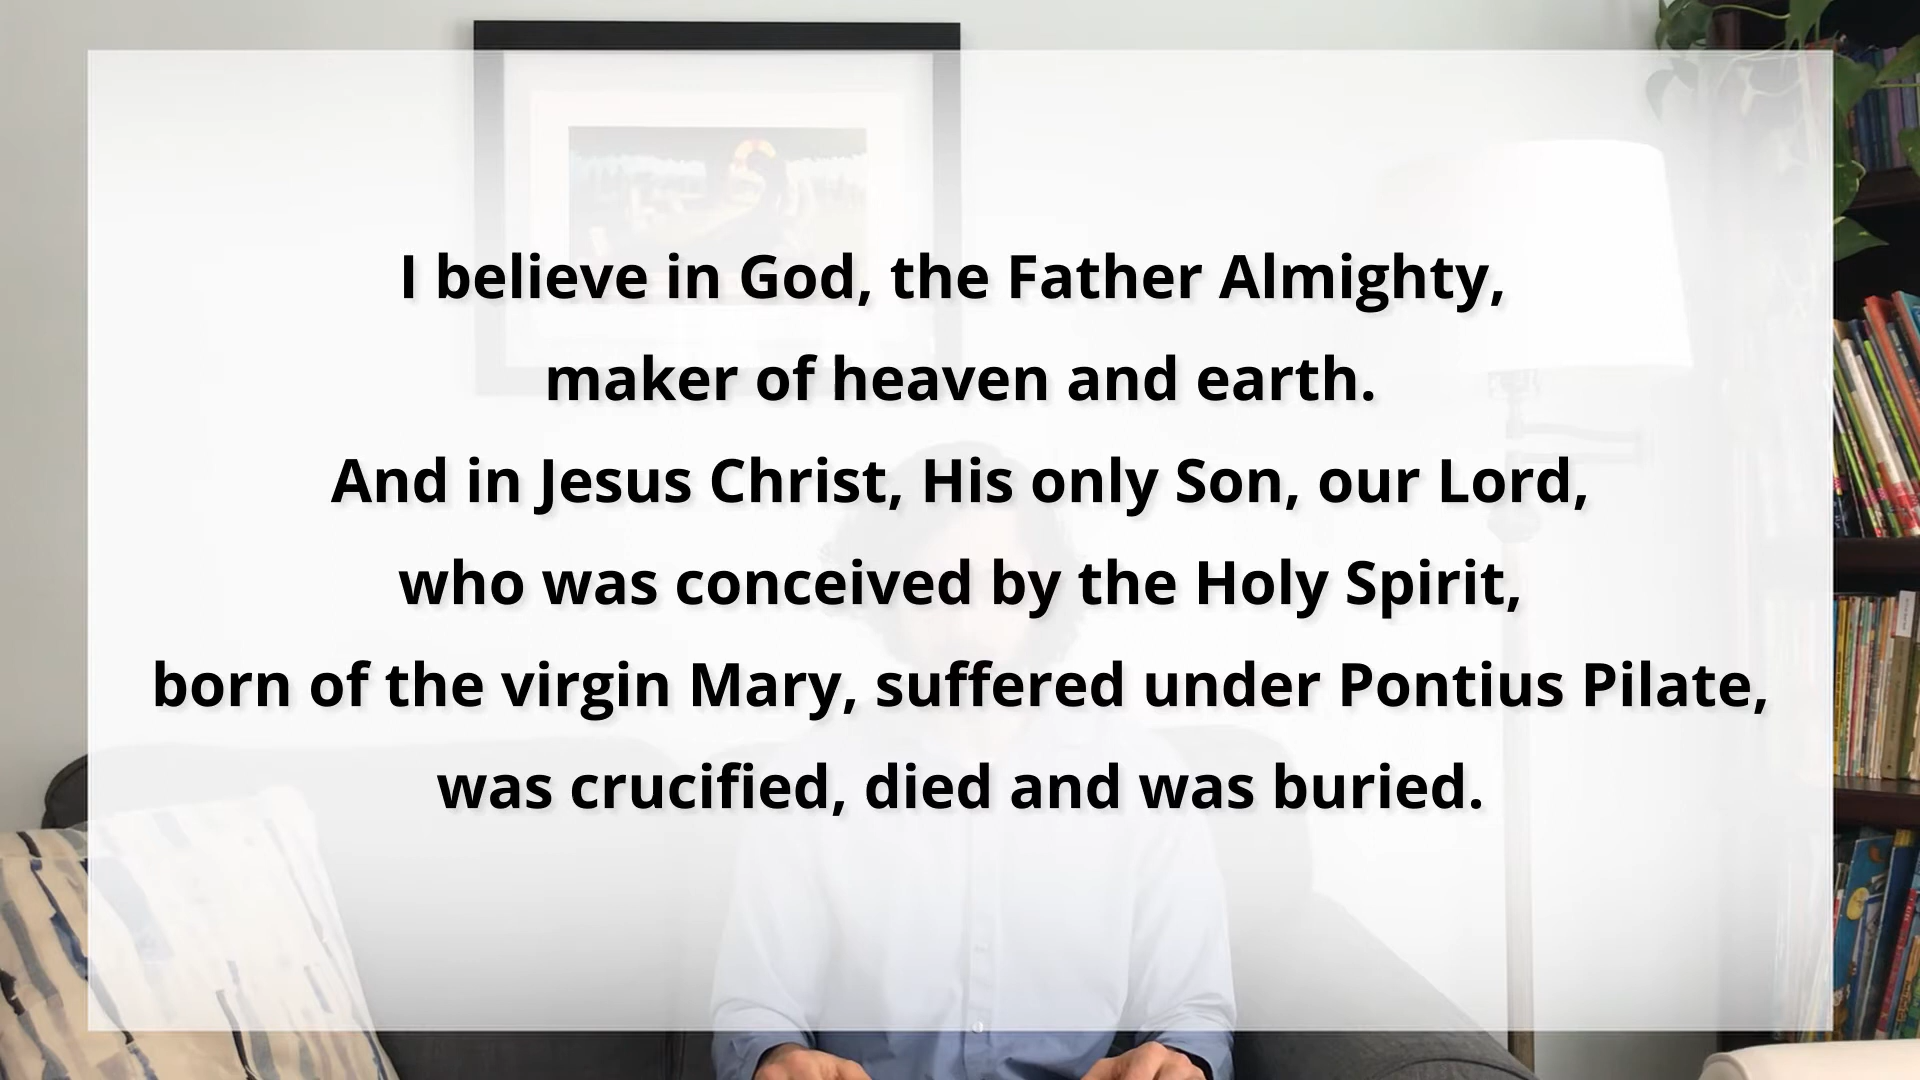 I believe in God, the Father Almighty,
maker of heaven and earth.
And in Jesus Christ, His only Son, our Lord,
who was conceived by the Holy Spirit,
born of the virgin Mary, suffered under Pontius Pilate,
was crucified, died and was buried.